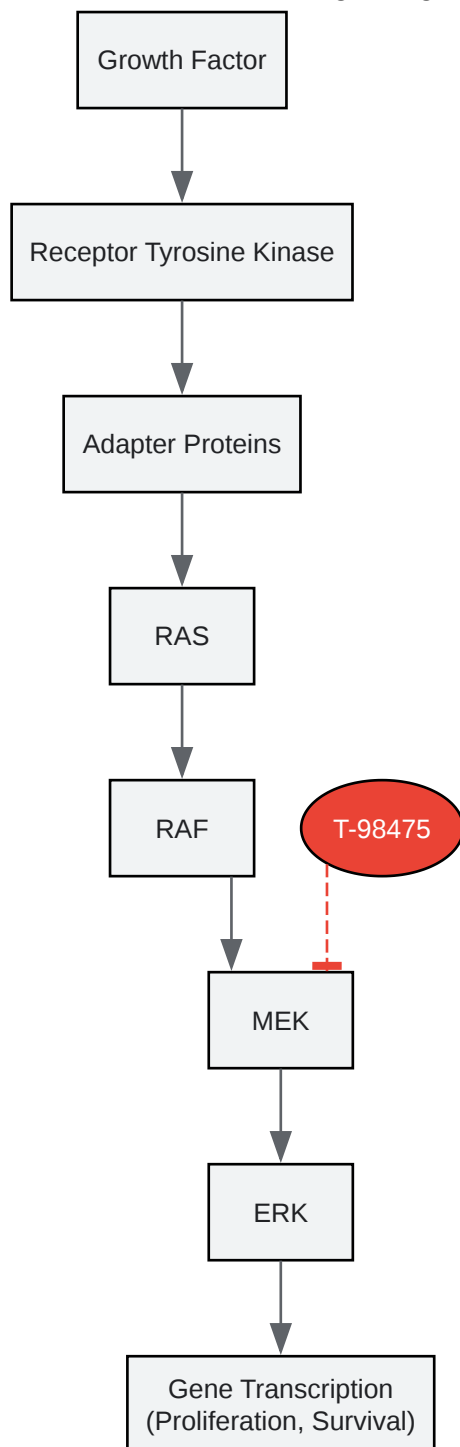 Growth Factor
Receptor Tyrosine Kinase
Adapter Proteins
RAS
RAF
T-98475
MEK
ERK
Gene Transcription
(Proliferation, Survival)